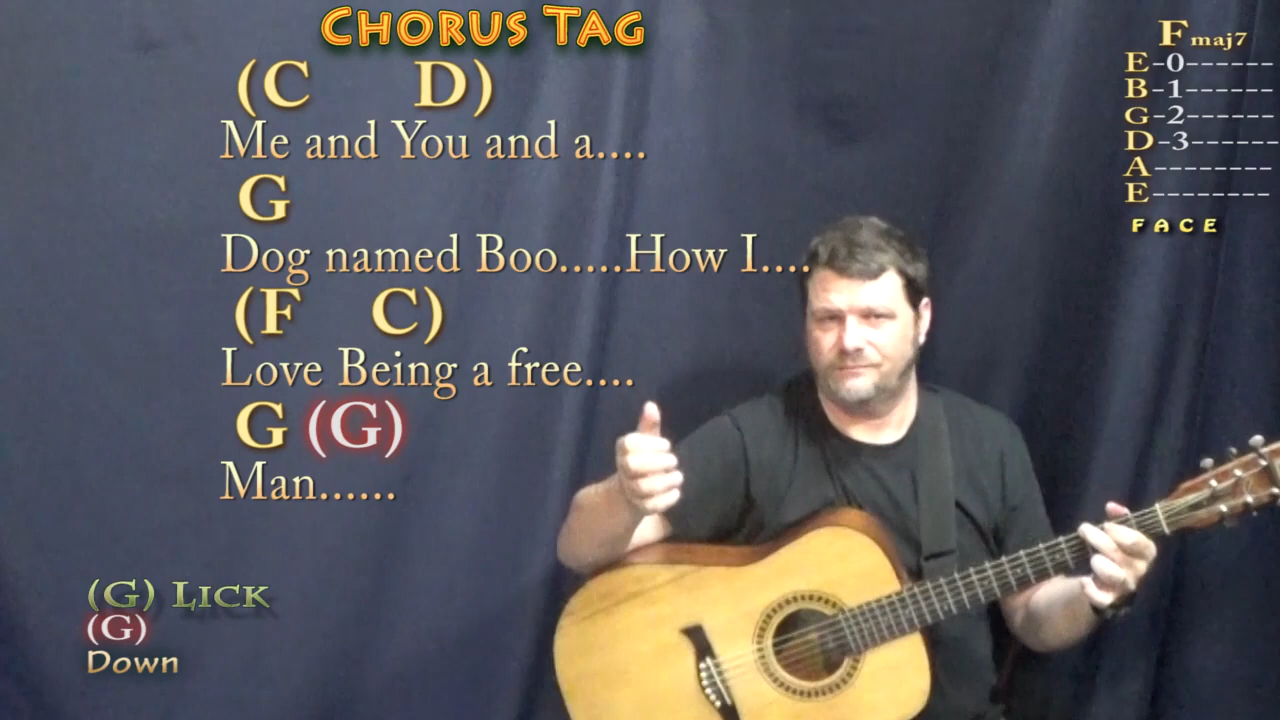 Chorus Tag
(C D)
Me and You and a....
G
Dog named Boo.....How I....
(F C)
Love Being a free....
G (G)
Man......
(G) Lick
(G)
Down
Fmaj7
E-0------
B-1------
G-2------
D-3------
A--------
E--------
F A C E